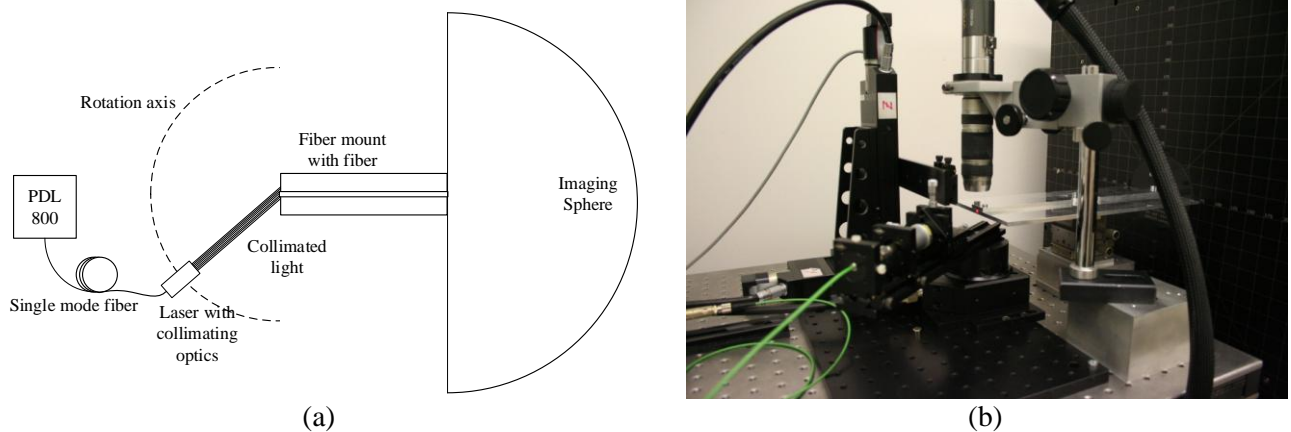 Rotation axis
Fiber mount
with fiber
PDL
800
Imaging
Sphere
Collimated
light
Single mode fiber
Laser with
collimating
optics
Z
(a)
(b)